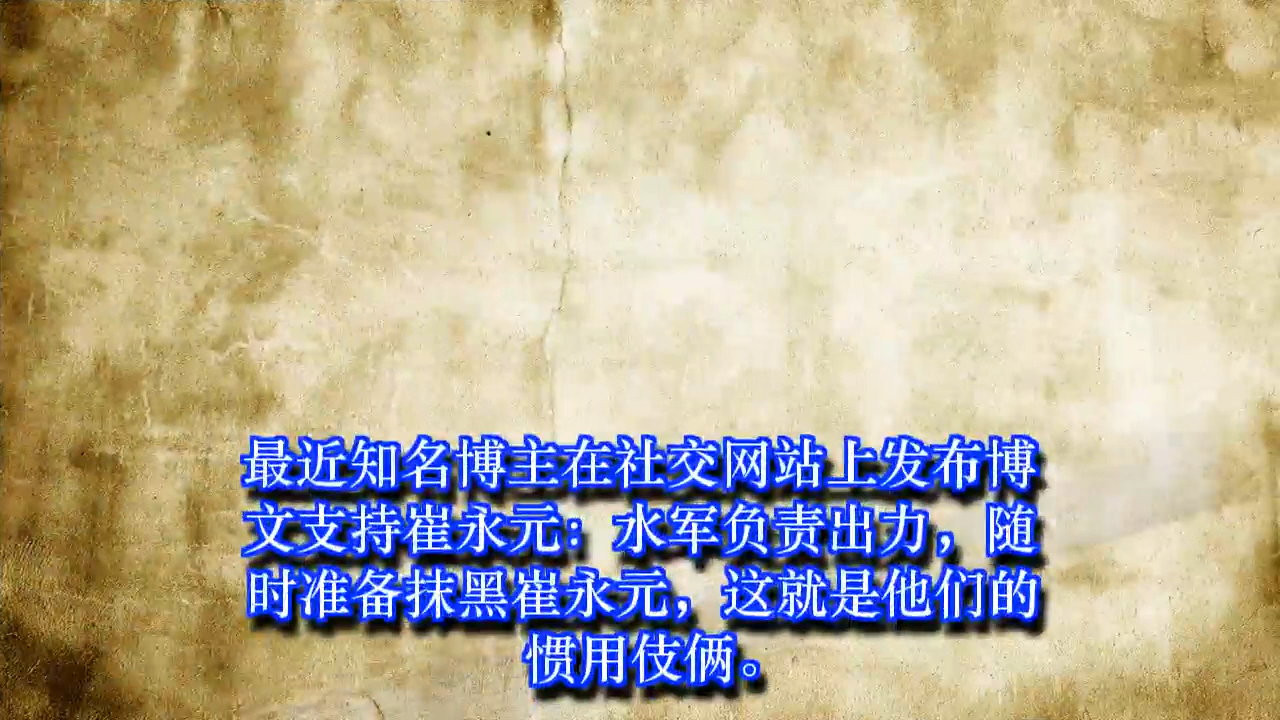 最近知名博主在社交网站上发布博
文支持崔永元：水军负责出力，随
时准备抹黑崔永元，这就是他们的
惯用伎俩。